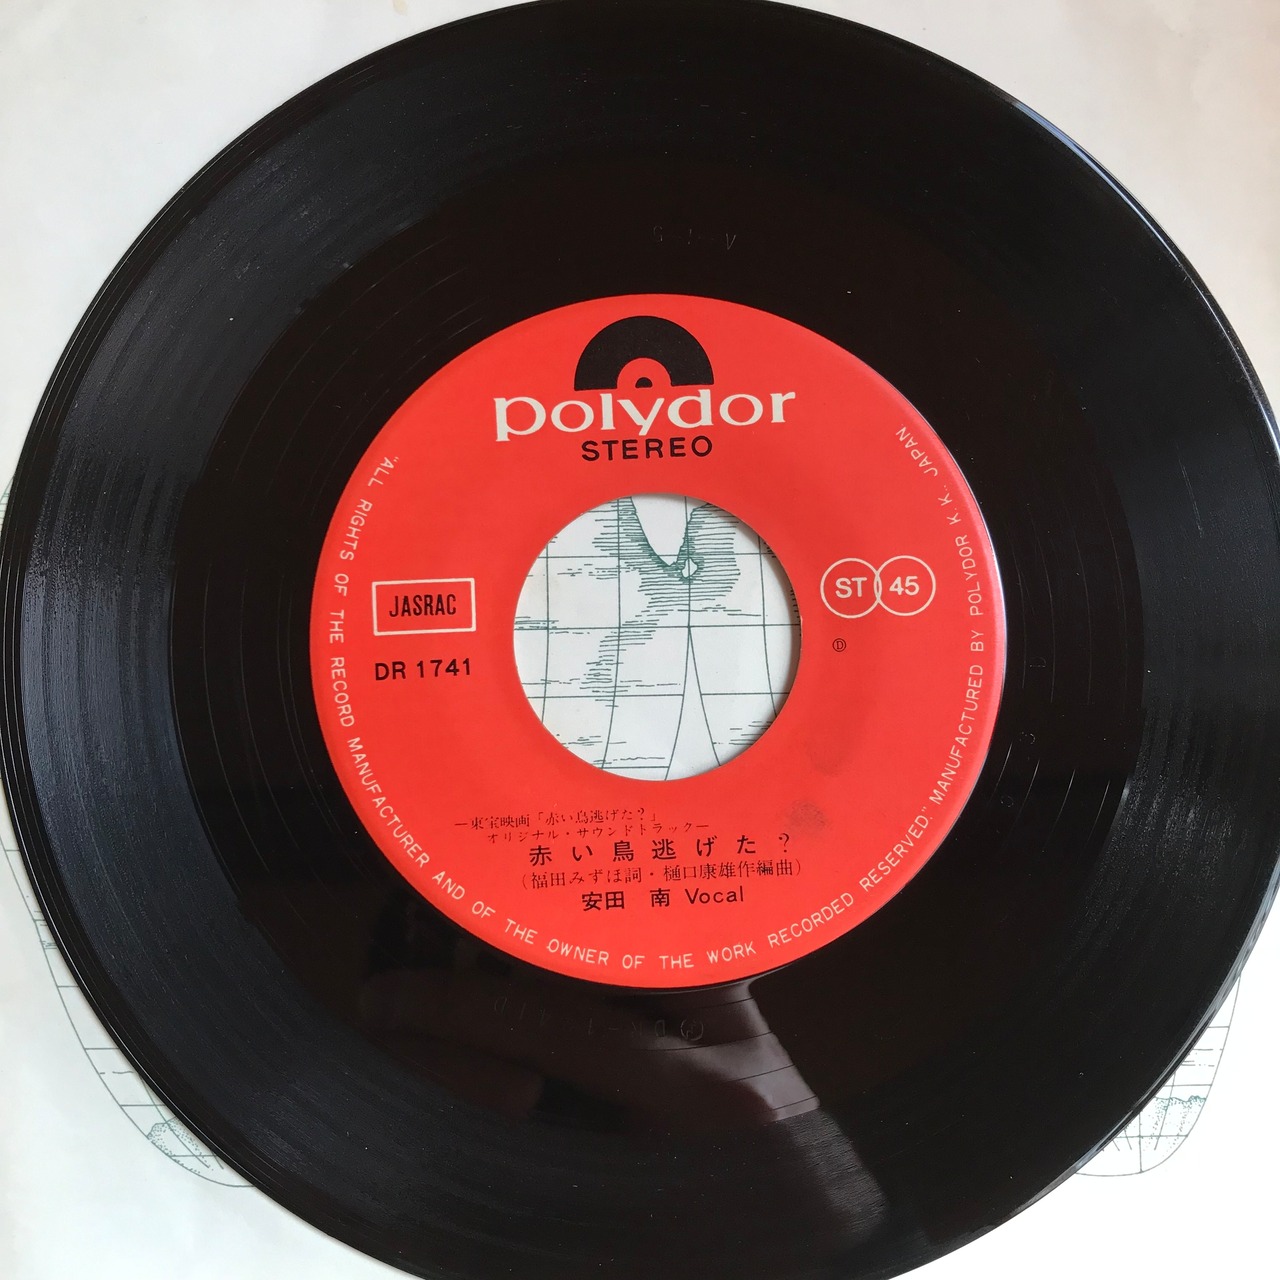 polydor
STEREO
JASRAC
DR 1741
ST 45
Ⓓ
—東宝映画「赤い鳥逃げた？」
オリジナル・サウンドトラック—
赤い鳥逃げた？
(福田みずほ詞・樋口康雄作編曲)
安田 南 Vocal
"ALL RIGHTS OF THE RECORD MANUFACTURER AND OF THE OWNER OF THE WORK RECORDED RESERVED." MANUFACTURED BY POLYDOR K. K., JAPAN